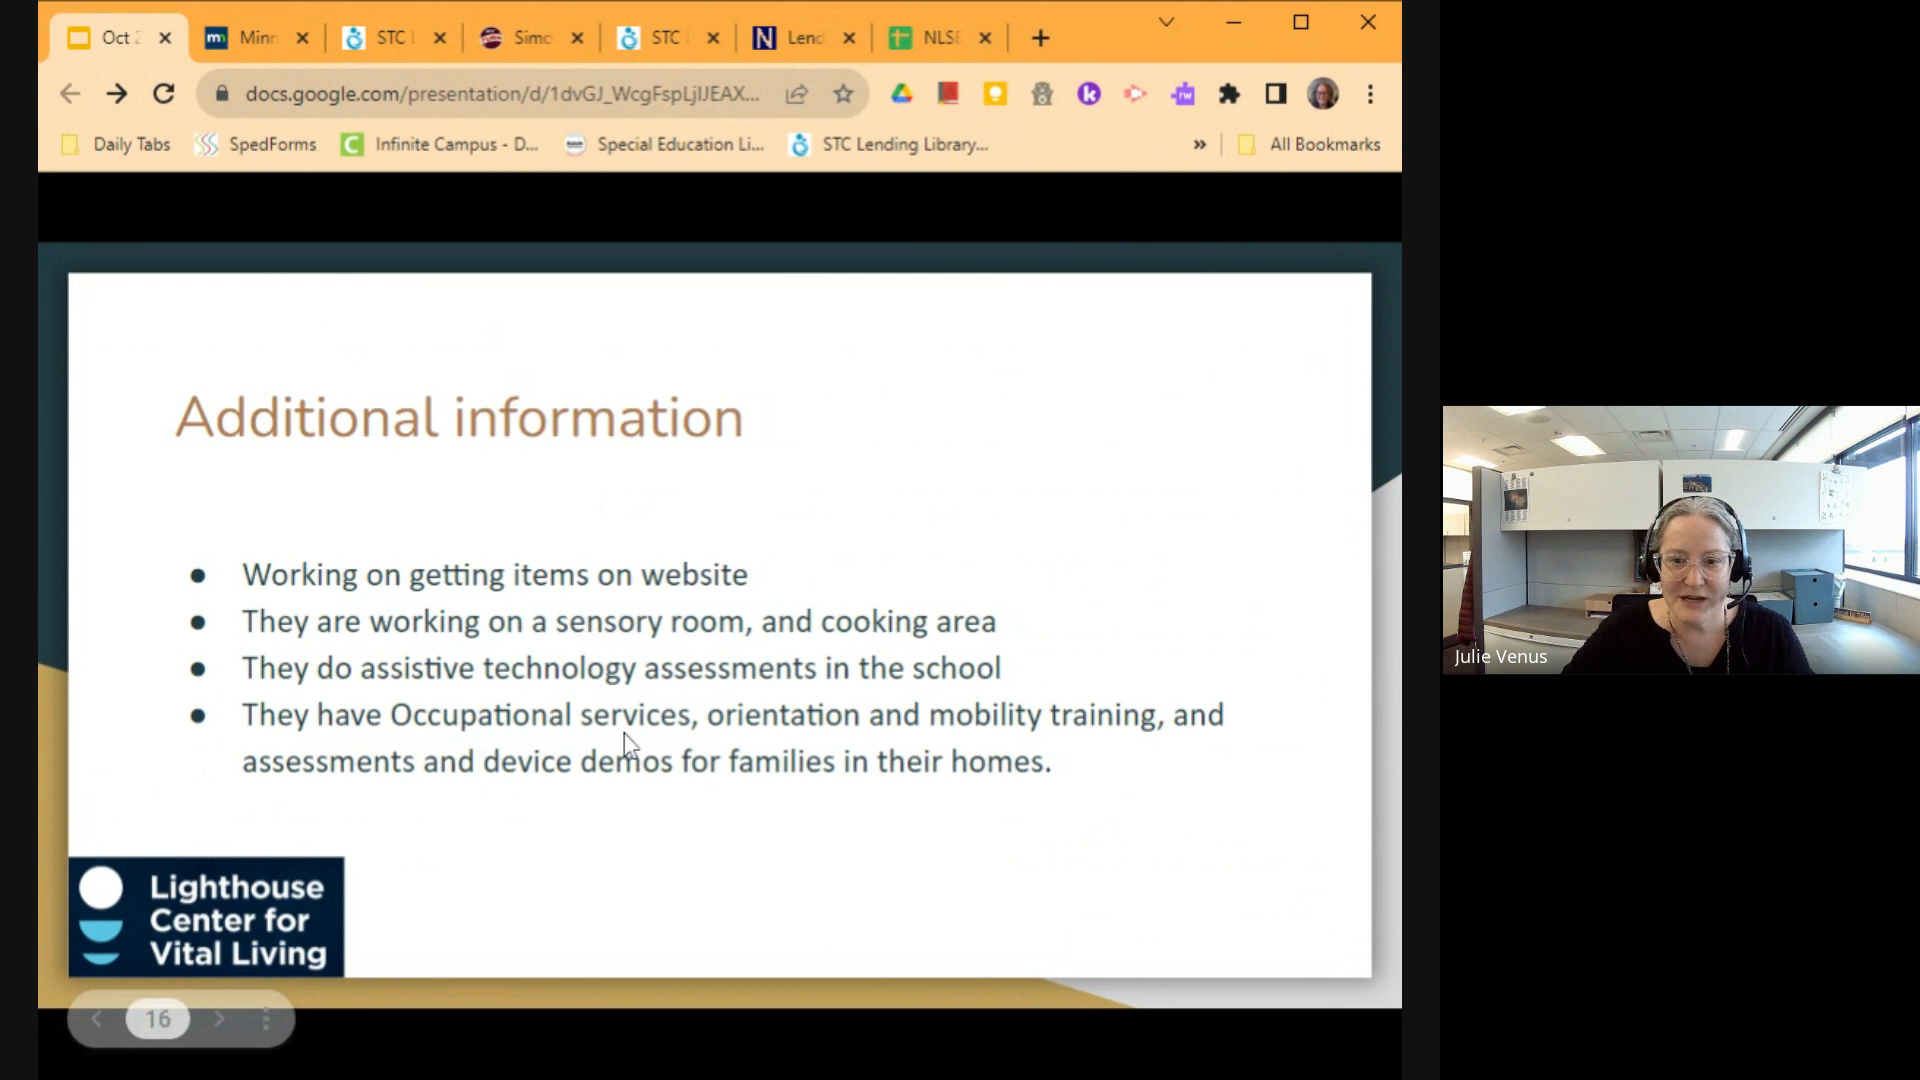 Oct 2
Minn
STC L
Simo
STC
Lend
NLSE
docs.google.com/presentation/d/1dvGJ_WcgFspLjIJEAX...
Daily Tabs
SpedForms
Infinite Campus - D...
Special Education Li...
STC Lending Library...
»
All Bookmarks
Additional information
● Working on getting items on website
● They are working on a sensory room, and cooking area
● They do assistive technology assessments in the school
● They have Occupational services, orientation and mobility training, and
assessments and device demos for families in their homes.
Lighthouse
Center for
Vital Living
16
Julie Venus